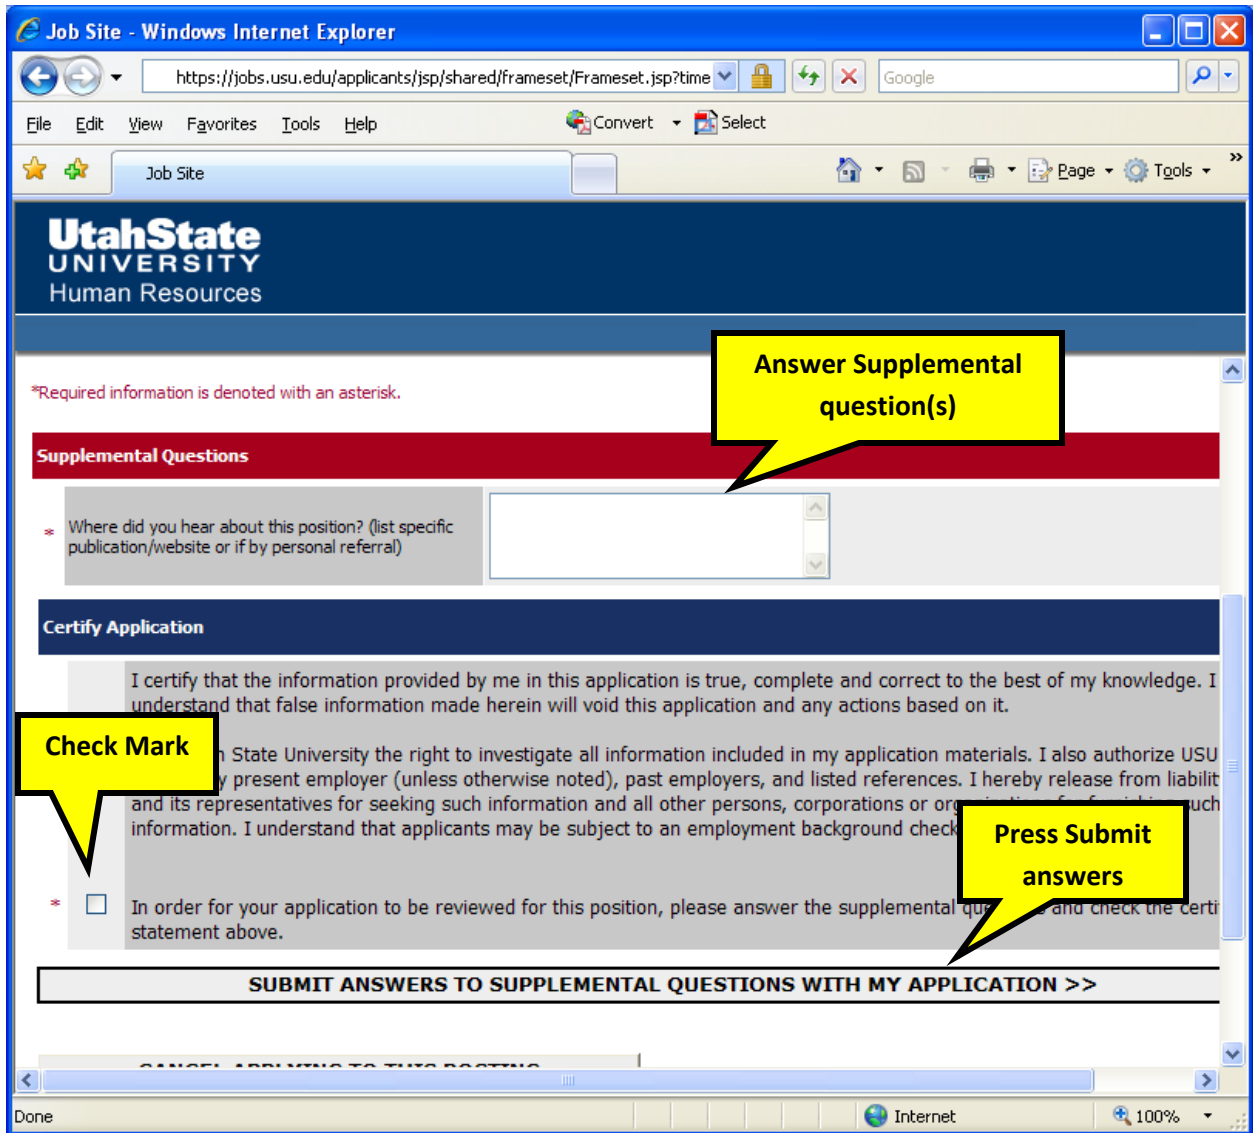 Job Site - Windows Internet Explorer
https://jobs.usu.edu/applicants/jsp/shared/frameset/Frameset.jsp?time
Google
File Edit View Favorites Tools Help
Convert Select
Job Site
Page Tools »
UtahState
UNIVERSITY
Human Resources
Answer Supplemental
question(s)
*Required information is denoted with an asterisk.
Supplemental Questions
* Where did you hear about this position? (list specific
publication/website or if by personal referral)
Certify Application
I certify that the information provided by me in this application is true, complete and correct to the best of my knowledge. I
understand that false information made herein will void this application and any actions based on it.
Check Mark
State University the right to investigate all information included in my application materials. I also authorize USU
present employer (unless otherwise noted), past employers, and listed references. I hereby release from
and its representatives for seeking such information and all other persons, corporations or such
information. I understand that applicants may be subject to an employment background check
Press Submit
answers
* In order for your application to be reviewed for this position, please answer the supplemental and check the
statement above.
SUBMIT ANSWERS TO SUPPLEMENTAL QUESTIONS WITH MY APPLICATION >>
CANCEL APPLYING TO THIS POSTING
Done Internet 100%